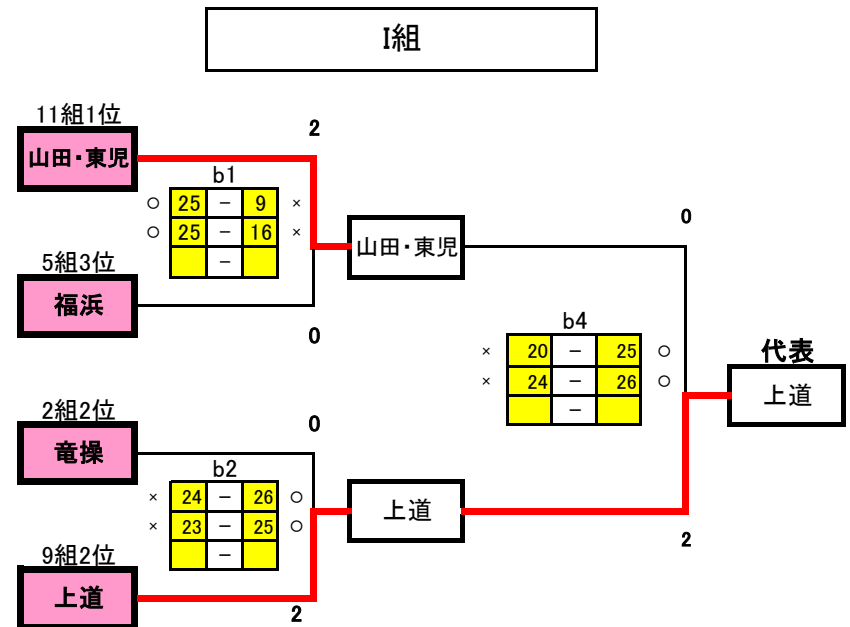 I組
11組1位
山田・東児
2
b1
○ 25 － 9 ×
○ 25 － 16 ×
－
山田・東児
0
5組3位
福浜
0
b4
× 20 － 25 ○
× 24 － 26 ○
－
代表
上道
2組2位
竜操
0
b2
× 24 － 26 ○
× 23 － 25 ○
－
上道
2
9組2位
上道
2